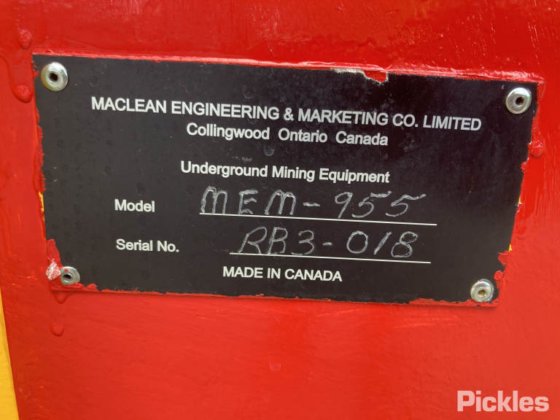 MACLEAN ENGINEERING & MARKETING CO. LIMITED
Collingwood Ontario Canada
Underground Mining Equipment
Model MEM-955
Serial No. RB3-018
MADE IN CANADA
Pickles